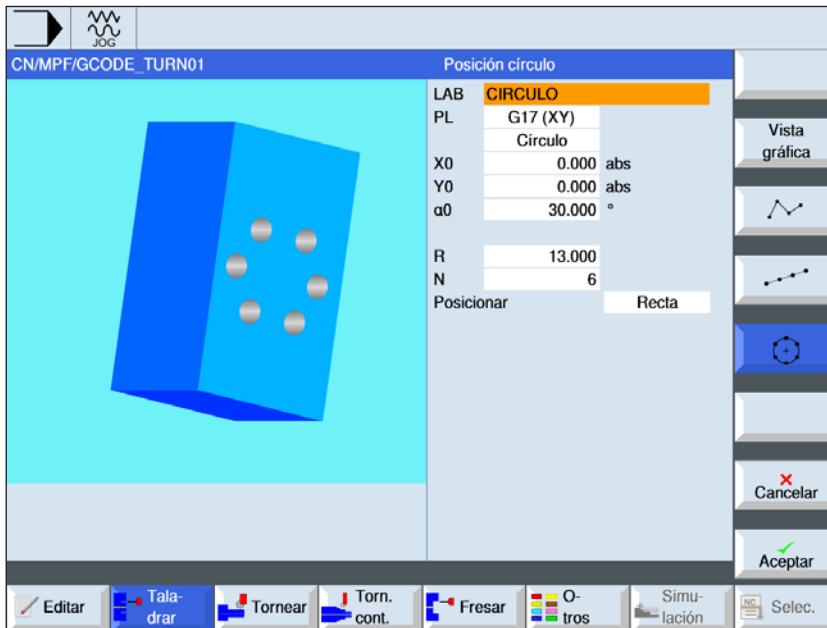 JOG
CN/MPF/GCODE_TURN01
Posición círculo
LAB CIRCULO
PL G17 (XY)
Círculo
X0 0.000 abs
Y0 0.000 abs
α0 30.000 °
R 13.000
N 6
Posicionar Recta
Vista
gráfica
Cancelar
Aceptar
Editar
Tala-
drar
Tornear
Torn.
cont.
Fresar
O-
tros
Simu-
lación
NC
Selec.